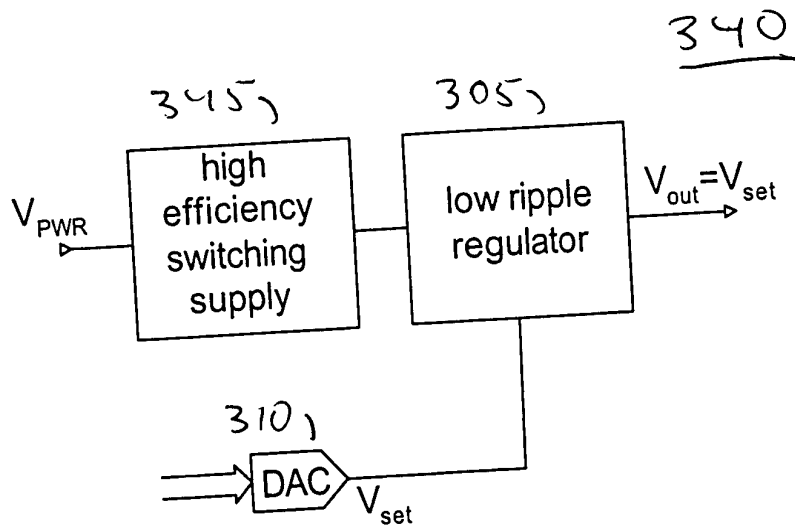 340
345
305
high
efficiency
switching
supply
low ripple
regulator
V_PWR
V_out=V_set
310
DAC
V_set